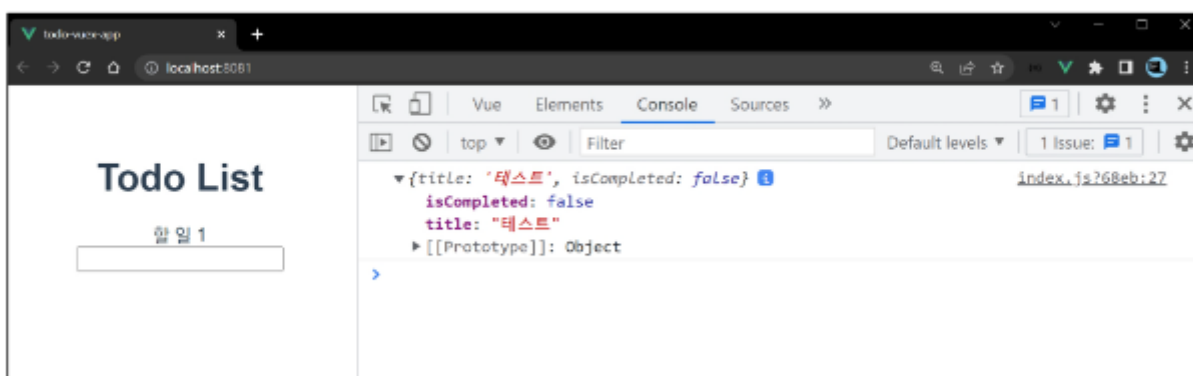 todo-vuex-app
localhost:8081
Vue Elements Console Sources
1
top
Filter
Default levels
1 Issue: 1
Todo List
할 일 1
{title: '테스트', isCompleted: false}
index.js?68eb:27
isCompleted: false
title: "테스트"
[[Prototype]]: Object